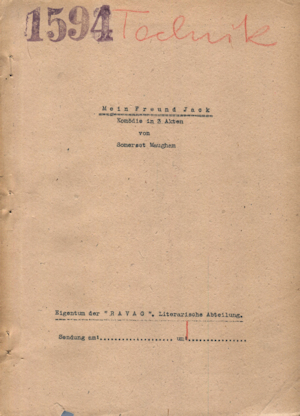 1594 Technik
Mein Freund Jack
Komödie in 3 Akten
von
Somerset Maughan
Eigentum der "RAVAG". Literarische Abteilung.
Sendung am:................... um:................